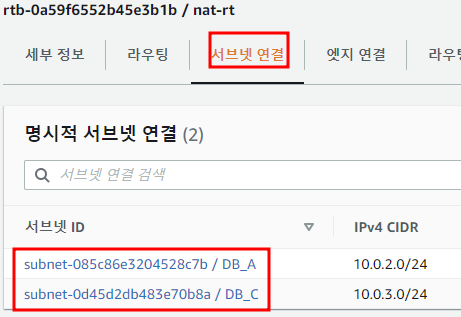 rtb-0a59f6552b45e3b1b / nat-rt
세부 정보 라우팅 서브넷 연결 엣지 연결 라우팅
명시적 서브넷 연결 (2)
서브넷 연결 검색
서브넷 ID IPv4 CIDR
subnet-085c86e3204528c7b / DB_A 10.0.2.0/24
subnet-0d45d2db483e70b8a / DB_C 10.0.3.0/24